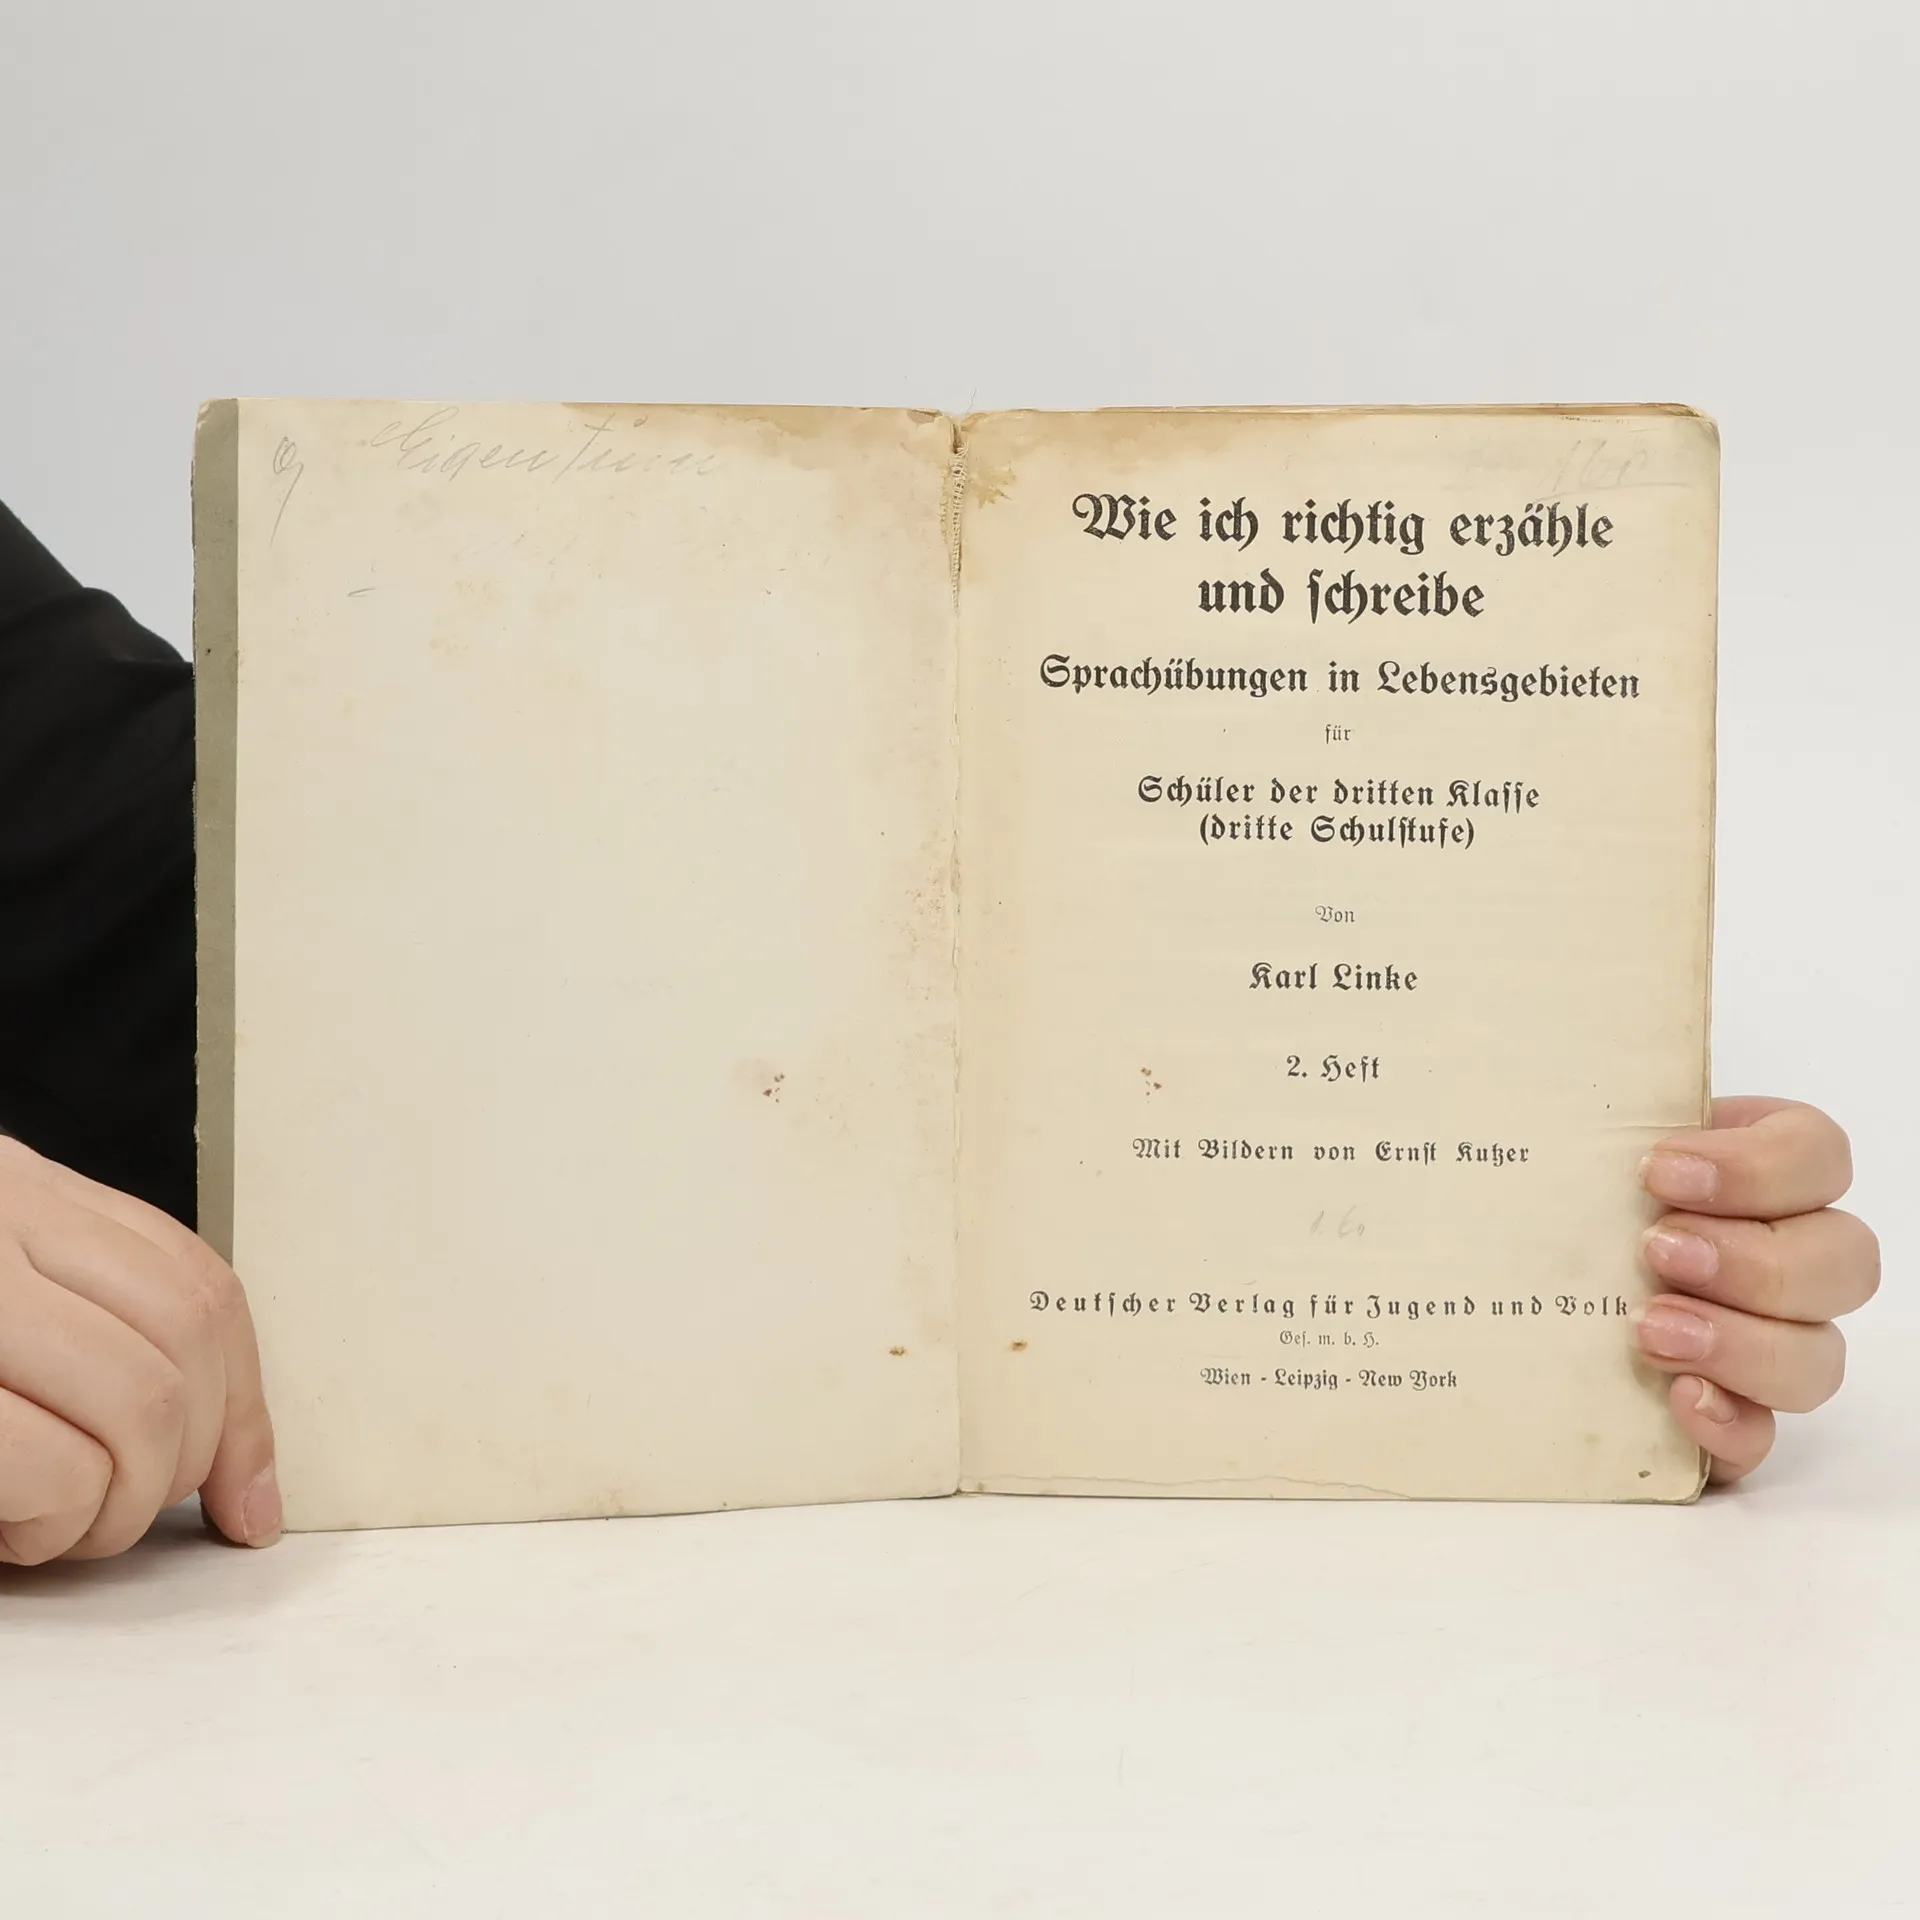 Eigentum
Wie ich richtig erzähle
und ſchreibe
Sprachübungen in Lebensgebieten
für
Schüler der dritten Klaſſe
(dritte Schulſtufe)
Von
Karl Linke
2. Heft
Mit Bildern von Ernſt Kutzer
Deutſcher Verlag für Jugend und Volk
Geſ. m. b. H.
Wien - Leipzig - New York